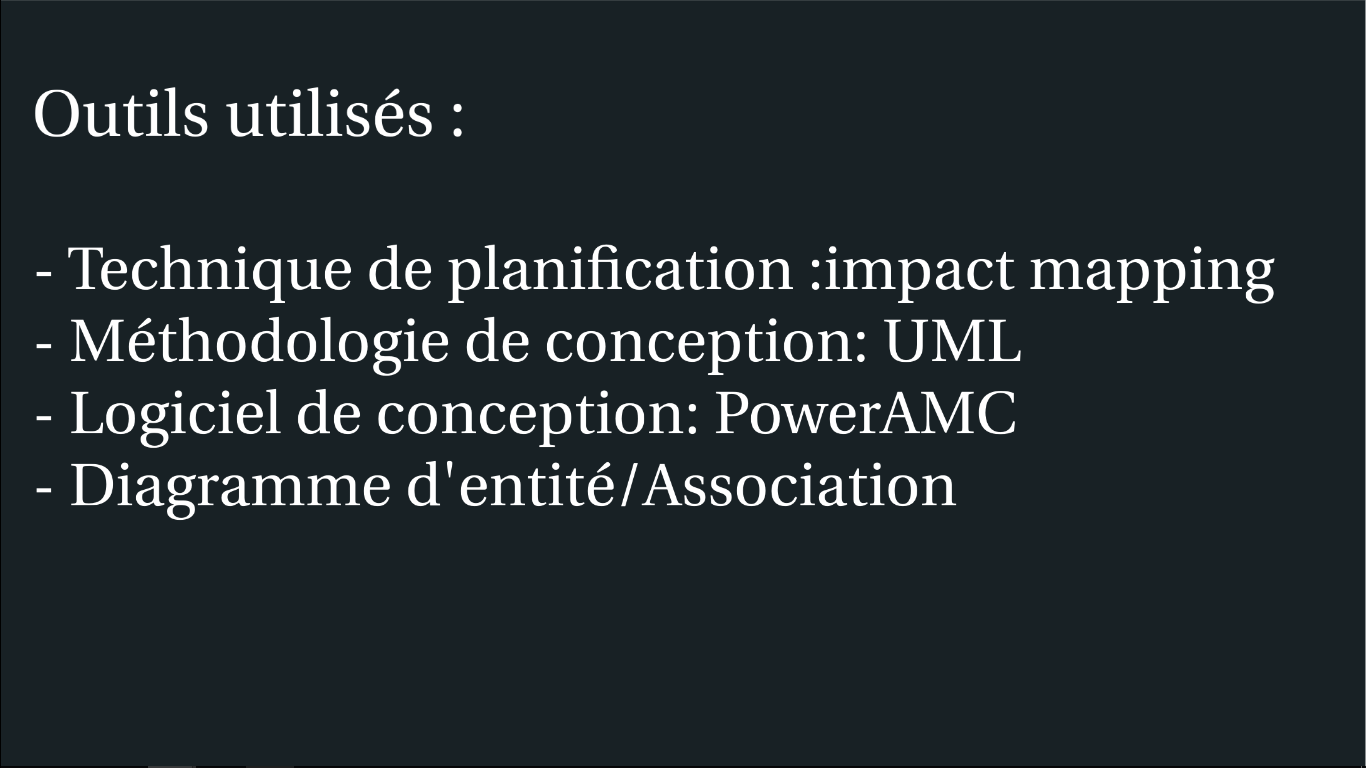 Outils utilisés :
- Technique de planification :impact mapping
- Méthodologie de conception: UML
- Logiciel de conception: PowerAMC
- Diagramme d'entité/Association